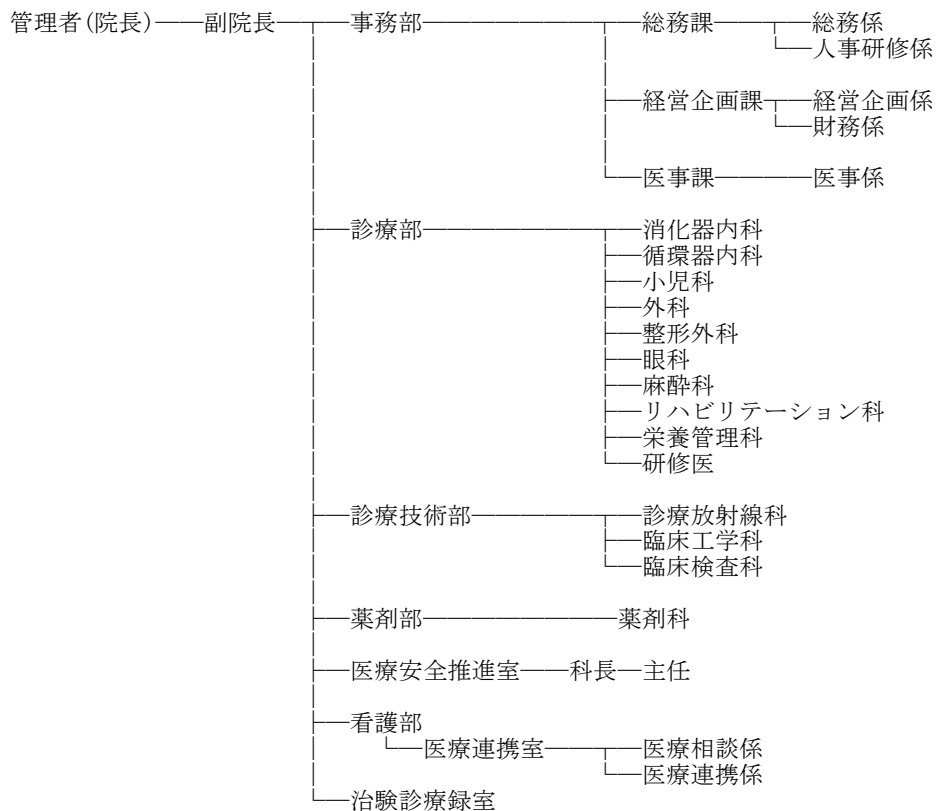 管理者(院長) 副院長 事務部 総務課 総務係
人事研修係
経営企画課 経営企画係
財務係
医事課 医事係
診療部 消化器内科
循環器内科
小児科
外科
整形外科
眼科
麻酔科
リハビリテーション科
栄養管理科
研修医
診療技術部 診療放射線科
臨床工学科
臨床検査科
薬剤部 薬剤科
医療安全推進室 科長 主任
看護部
医療連携室 医療相談係
医療連携係
治験診療録室